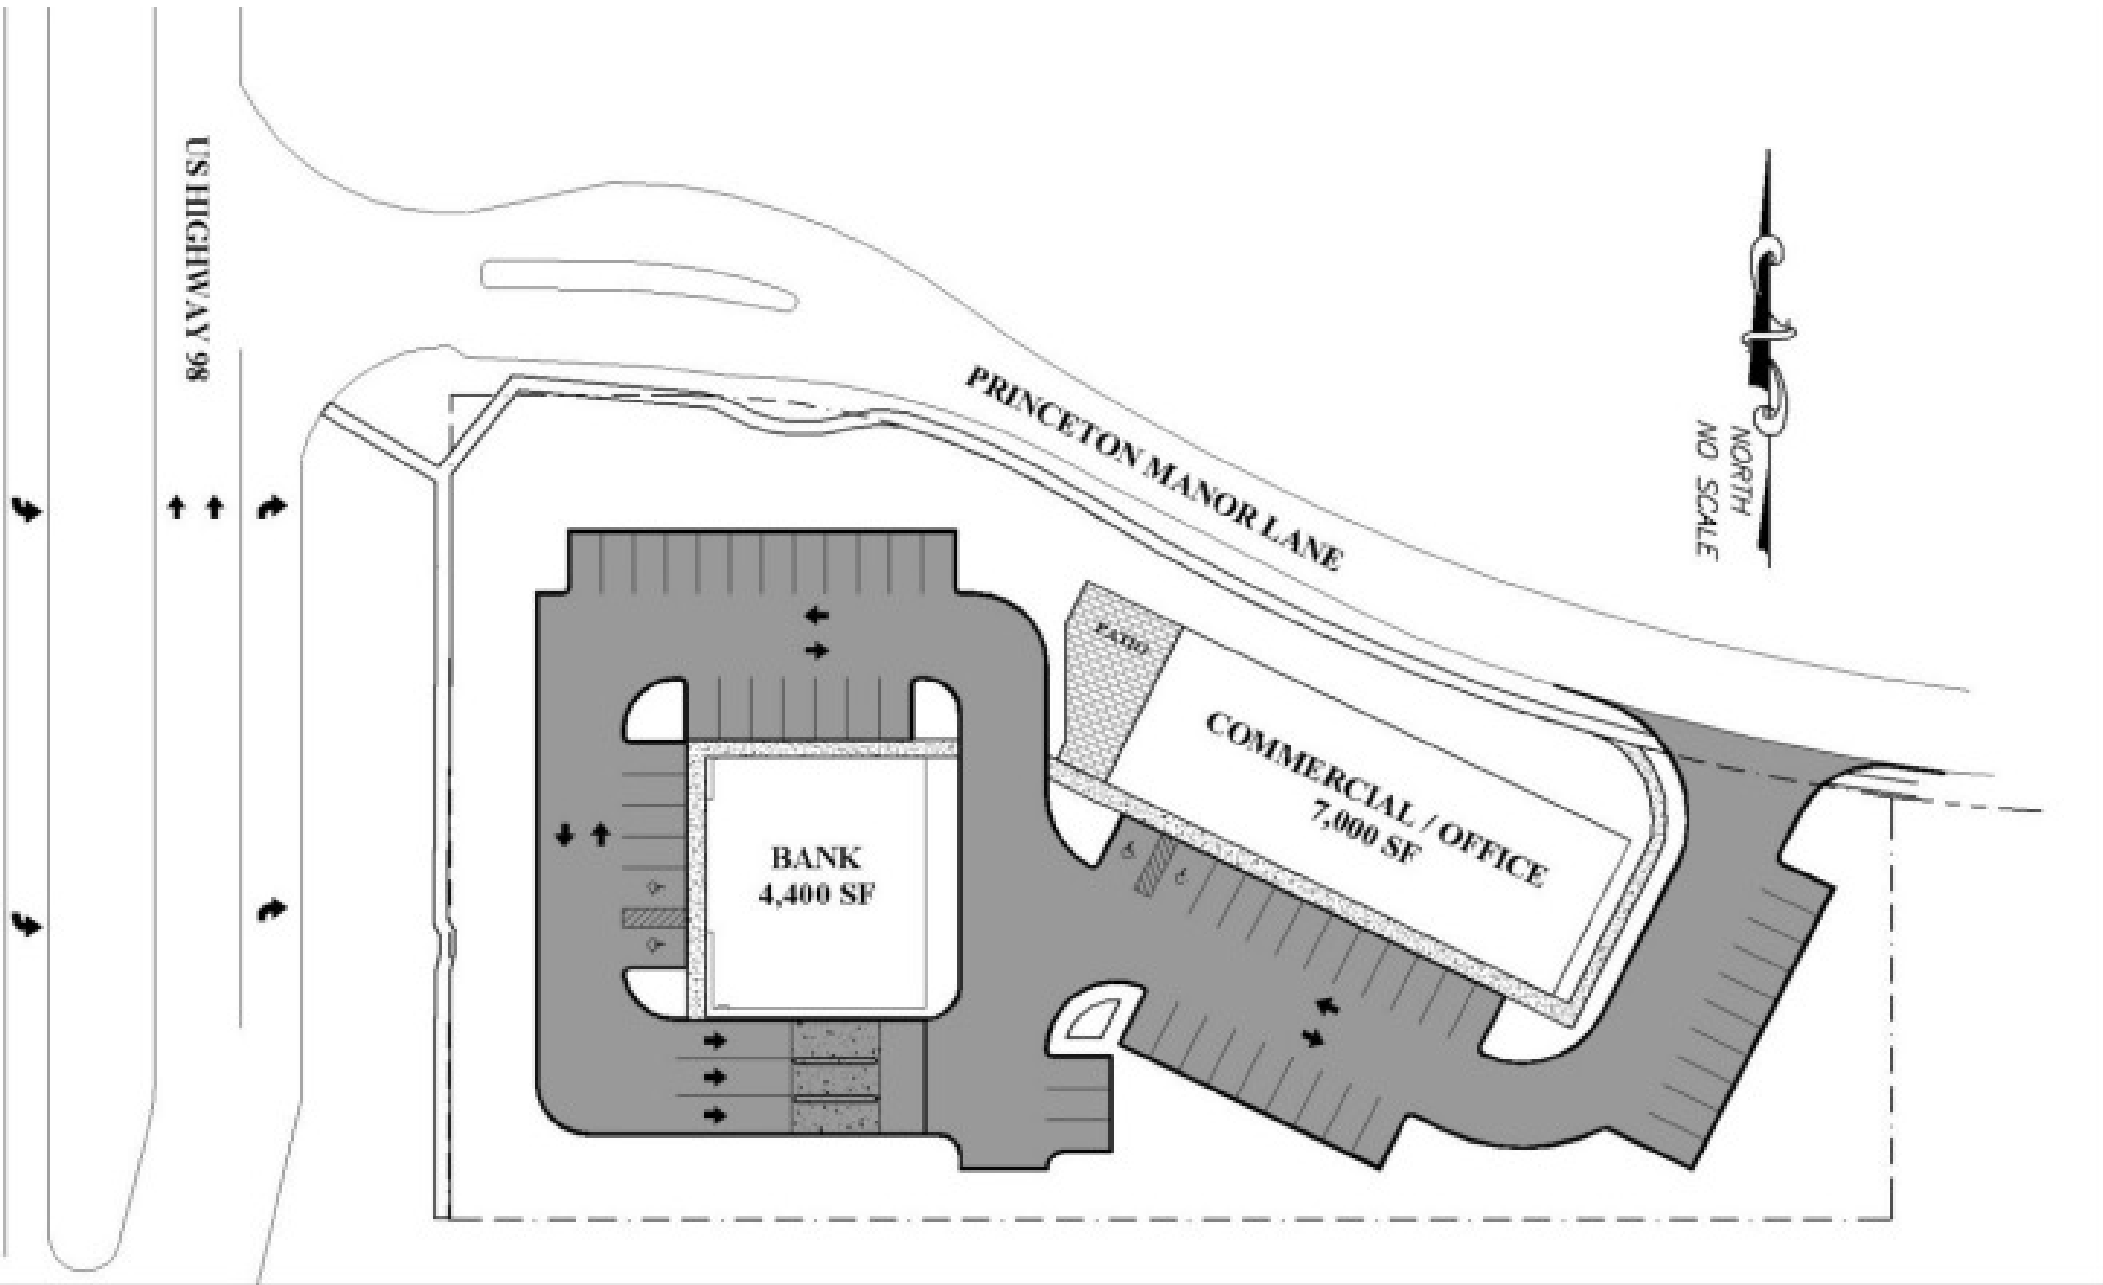 US HIGHWAY 98
PRINCETON MANOR LANE
NORTH
NO SCALE
PATIO
COMMERCIAL / OFFICE
7,000 SF
BANK
4,400 SF